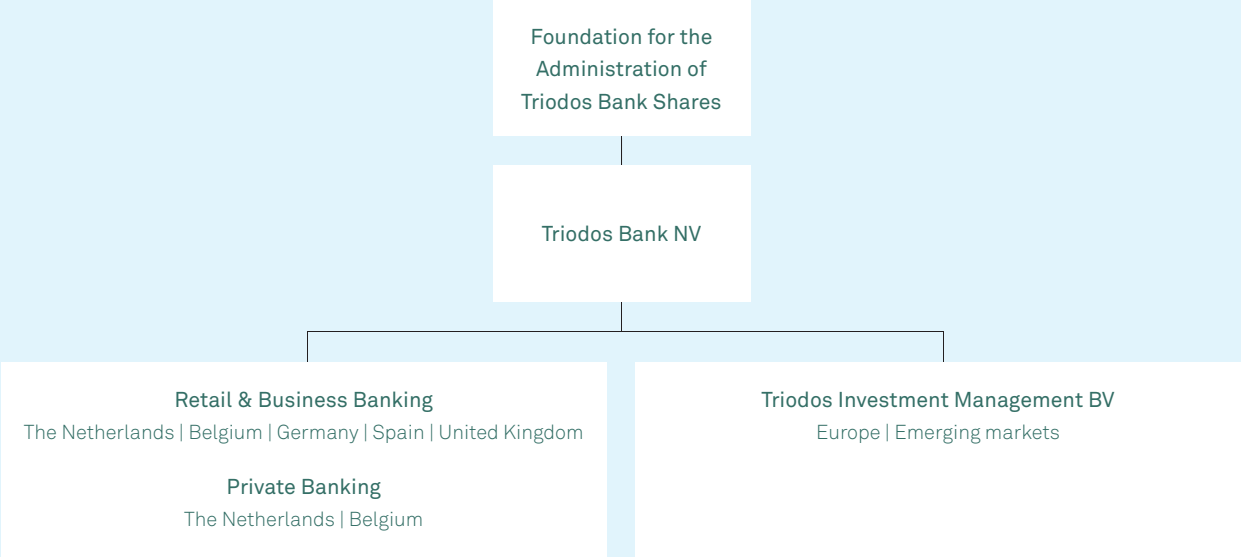 Foundation for the
Administration of
Triodos Bank Shares
Triodos Bank NV
Retail & Business Banking
The Netherlands | Belgium | Germany | Spain | United Kingdom
Private Banking
The Netherlands | Belgium
Triodos Investment Management BV
Europe | Emerging markets